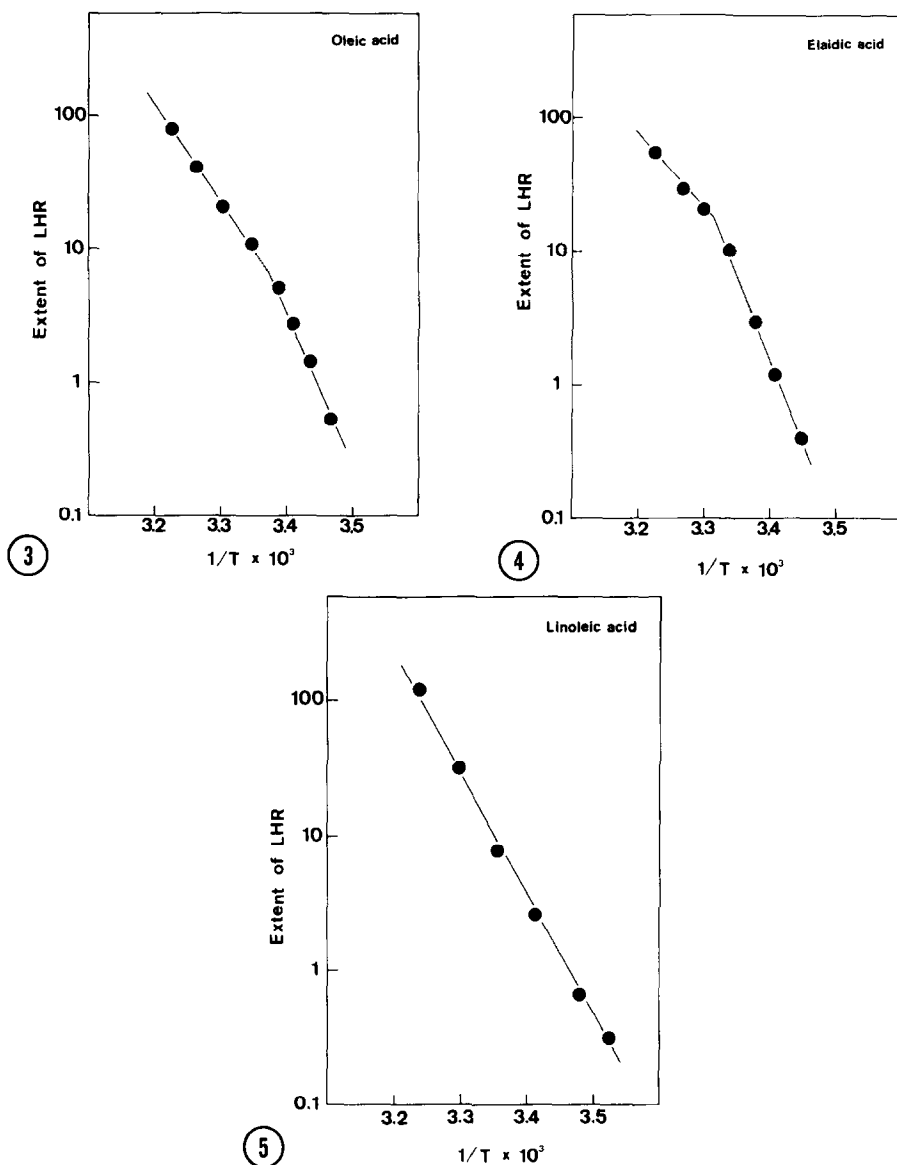 Oleic acid
Extent of LHR
100
10
1
0.1
3.2 3.3 3.4 3.5
1/T x 10³
3
Elaidic acid
Extent of LHR
100
10
1
0.1
3.2 3.3 3.4 3.5
1/T x 10³
4
Linoleic acid
Extent of LHR
100
10
1
0.1
3.2 3.3 3.4 3.5
1/T x 10³
5